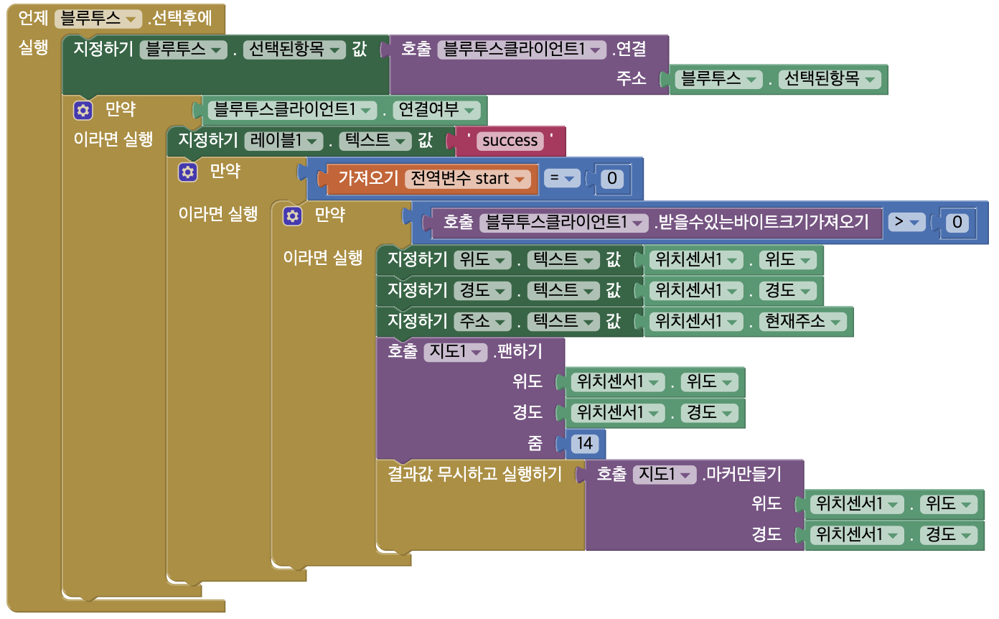 언제 블루투스 .선택후에
실행 지정하기 블루투스 . 선택된항목 값 호출 블루투스클라이언트1 .연결
주소 블루투스 . 선택된항목
만약 블루투스클라이언트1 . 연결여부
이라면 실행 지정하기 레이블1 . 텍스트 값 ' success '
만약 가져오기 전역변수 start = 0
이라면 실행 만약 호출 블루투스클라이언트1 .받을수있는바이트크기가져오기 > 0
이라면 실행 지정하기 위도 . 텍스트 값 위치센서1 . 위도
지정하기 경도 . 텍스트 값 위치센서1 . 경도
지정하기 주소 . 텍스트 값 위치센서1 . 현재주소
호출 지도1 .팬하기
위도 위치센서1 . 위도
경도 위치센서1 . 경도
줌 14
결과값 무시하고 실행하기 호출 지도1 .마커만들기
위도 위치센서1 . 위도
경도 위치센서1 . 경도